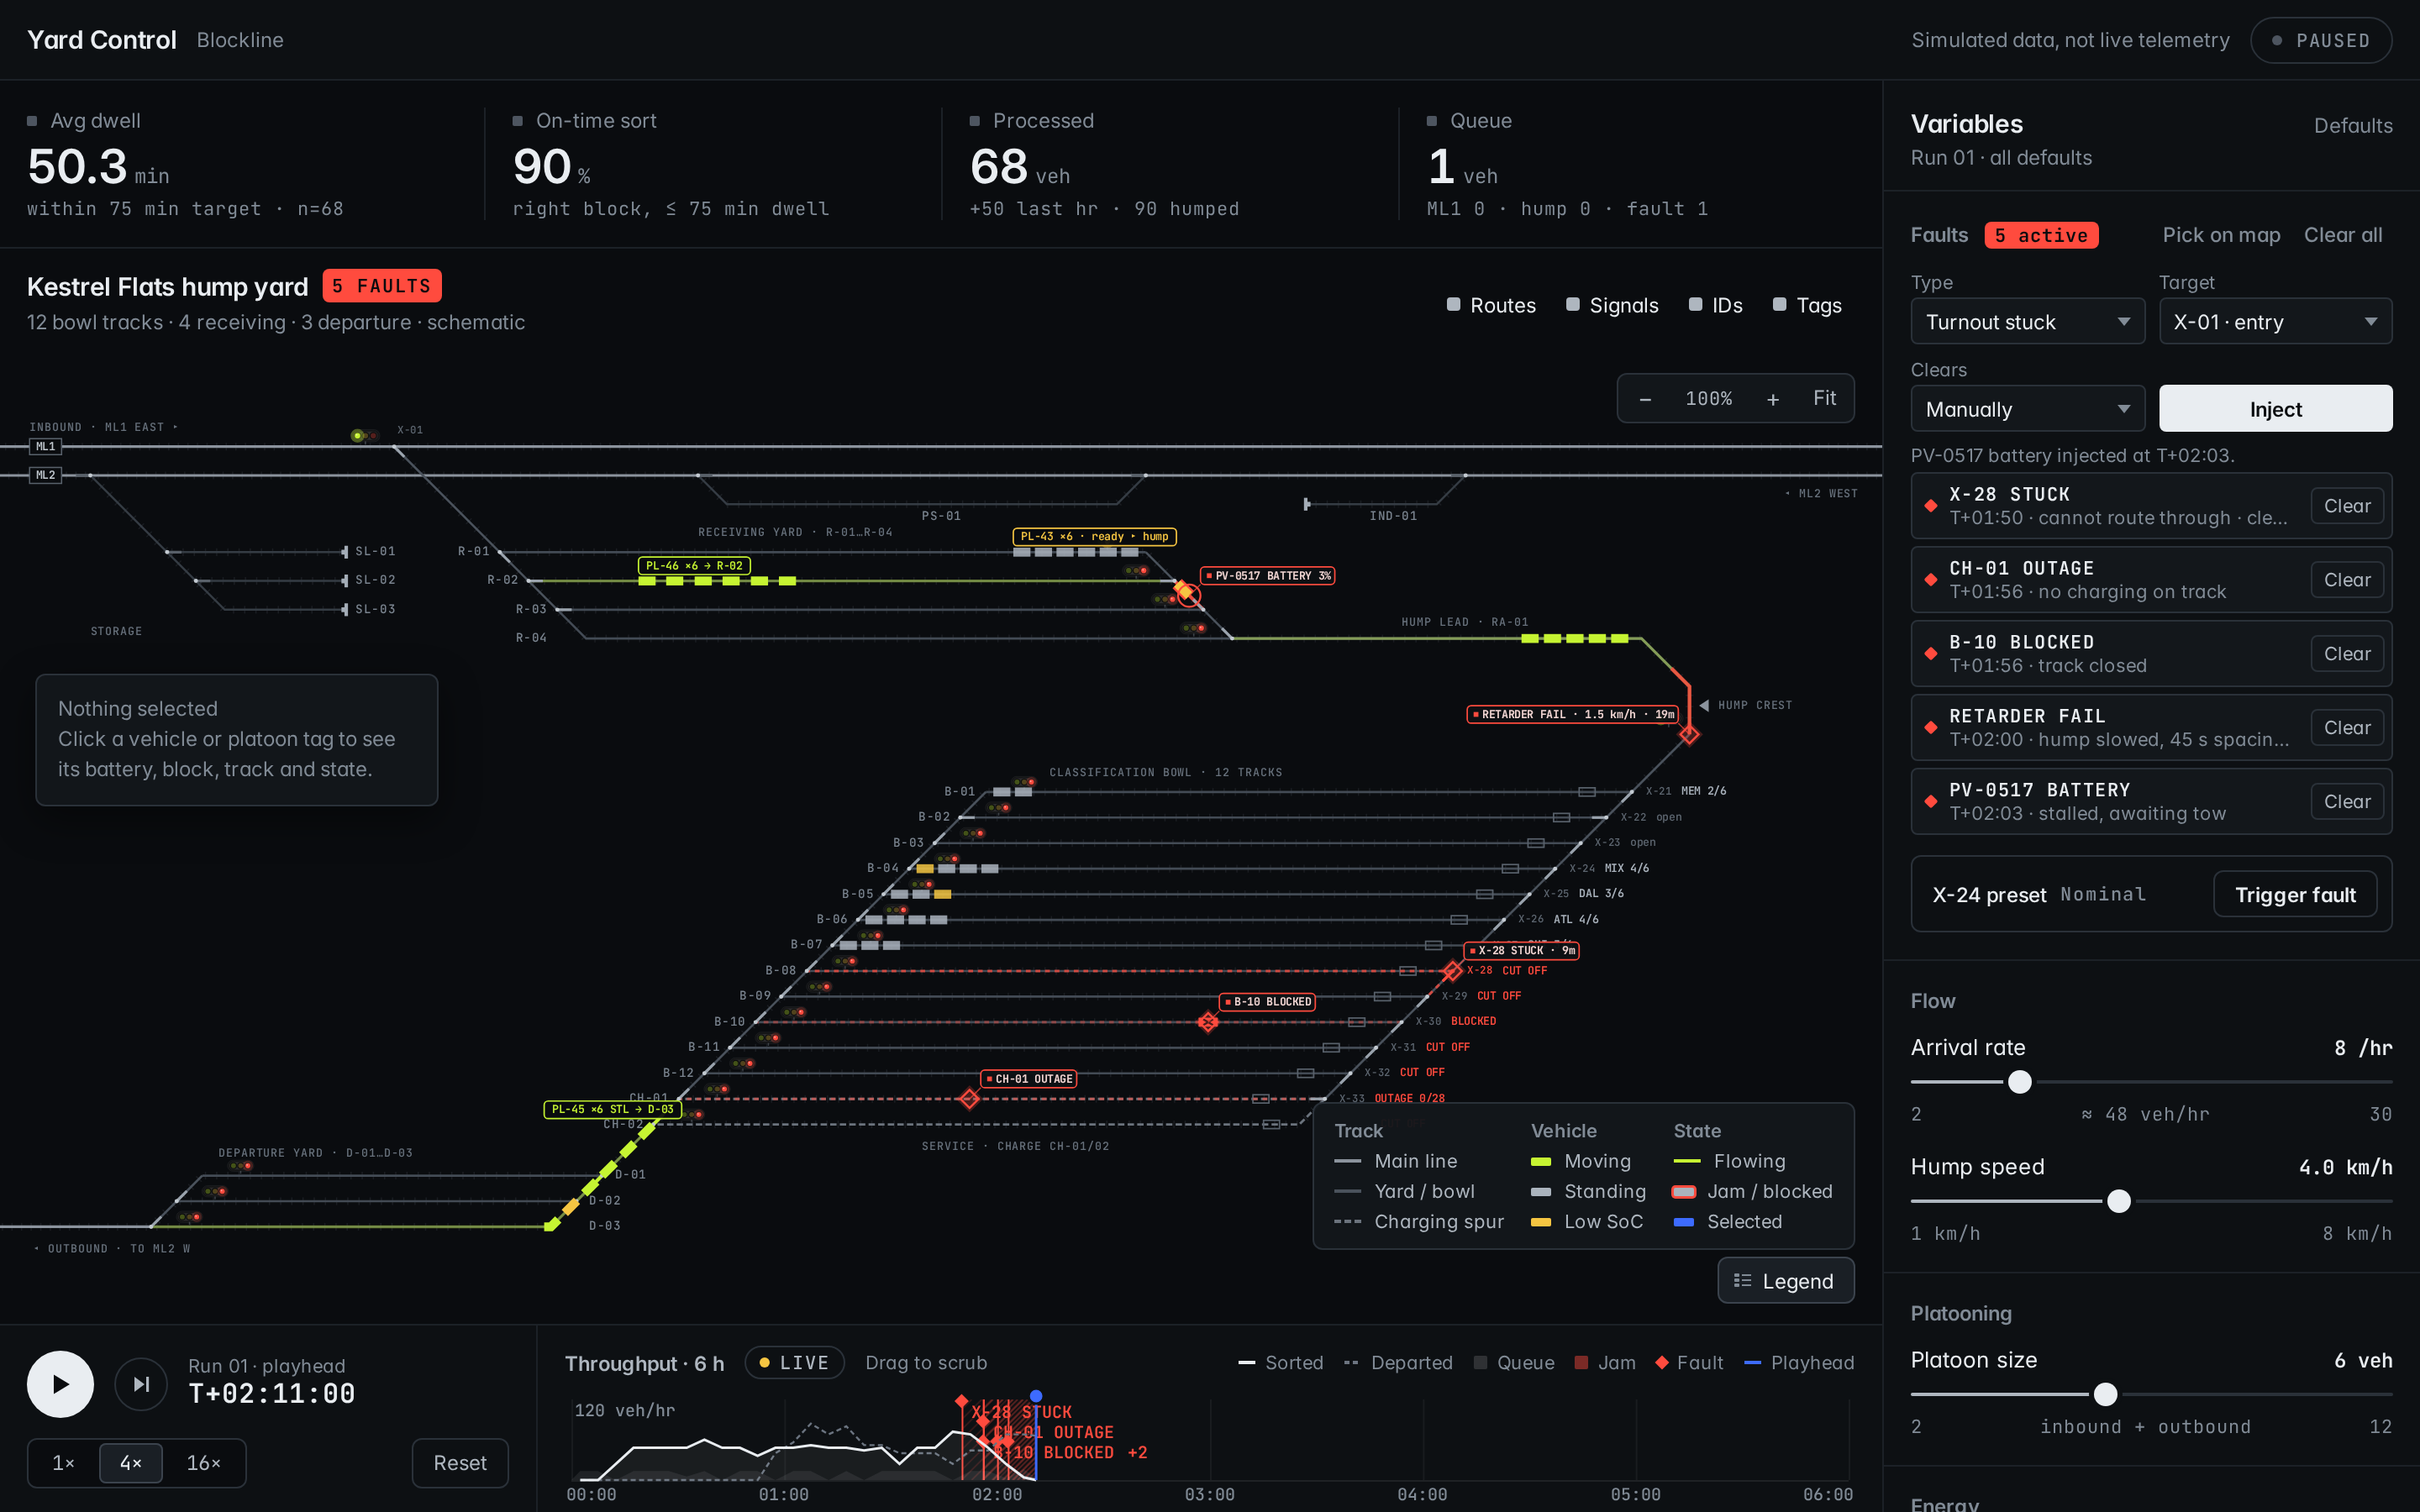 Yard Control Blockline
Simulated data, not live telemetry PAUSED
Avg dwell
50.3 min
within 75 min target · n=68
On-time sort
90 %
right block, ≤ 75 min dwell
Processed
68 veh
+50 last hr · 90 humped
Queue
1 veh
ML1 0 · hump 0 · fault 1
Kestrel Flats hump yard 5 FAULTS
12 bowl tracks · 4 receiving · 3 departure · schematic
Routes Signals IDs Tags
− 100% + Fit
INBOUND · ML1 EAST
X-01
ML1
ML2
ML2 WEST
PS-01
IND-01
RECEIVING YARD · R-01…R-04
PL-43 ×6 · ready ▸ hump
R-01
SL-01
PL-46 ×6 → R-02
PV-0517 BATTERY 3%
R-02
SL-02
R-03
SL-03
R-04
STORAGE
HUMP LEAD · RA-01
Nothing selected
Click a vehicle or platoon tag to see
its battery, block, track and state.
HUMP CREST
RETARDER FAIL · 1.5 km/h · 19m
CLASSIFICATION BOWL · 12 TRACKS
B-01 X-21 MEM 2/6
B-02 X-22 open
B-03 X-23 open
B-04 X-24 MIX 4/6
B-05 X-25 DAL 3/6
B-06 X-26 ATL 4/6
B-07
X-28 STUCK · 9m
B-08 X-28 CUT OFF
B-09 X-29 CUT OFF
B-10 BLOCKED
B-10 X-30 BLOCKED
B-11 X-31 CUT OFF
B-12 X-32 CUT OFF
CH-01 OUTAGE
CH-01 X-33 OUTAGE 0/28
PL-45 ×6 STL → D-03
CH-02
SERVICE · CHARGE CH-01/02
DEPARTURE YARD · D-01…D-03
D-01
D-02
D-03
OUTBOUND · TO ML2 W
Track Vehicle State
Main line Moving Flowing
Yard / bowl Standing Jam / blocked
Charging spur Low SoC Selected
Legend
Run 01 · playhead
T+02:11:00
1× 4× 16× Reset
Throughput · 6 h LIVE Drag to scrub
Sorted Departed Queue Jam Fault Playhead
120 veh/hr
X-28 STUCK
CH-01 OUTAGE
B-10 BLOCKED +2
00:00 01:00 02:00 03:00 04:00 05:00 06:00
Variables Defaults
Run 01 · all defaults
Faults 5 active Pick on map Clear all
Type Target
Turnout stuck X-01 · entry
Clears
Manually Inject
PV-0517 battery injected at T+02:03.
X-28 STUCK
T+01:50 · cannot route through · cle… Clear
CH-01 OUTAGE
T+01:56 · no charging on track Clear
B-10 BLOCKED
T+01:56 · track closed Clear
RETARDER FAIL
T+02:00 · hump slowed, 45 s spacin… Clear
PV-0517 BATTERY
T+02:03 · stalled, awaiting tow Clear
X-24 preset Nominal Trigger fault
Flow
Arrival rate 8 /hr
2 ≈ 48 veh/hr 30
Hump speed 4.0 km/h
1 km/h 8 km/h
Platooning
Platoon size 6 veh
2 inbound + outbound 12
Energy